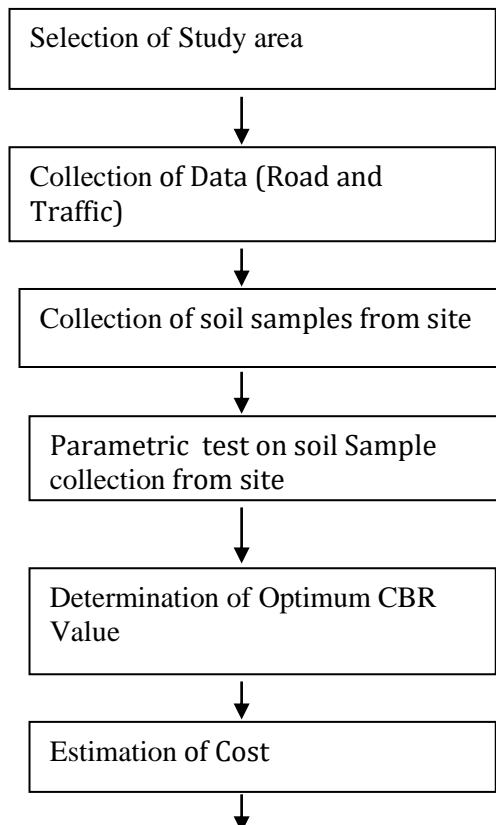 Selection of Study area
Collection of Data (Road and
Traffic)
Collection of soil samples from site
Parametric test on soil Sample
collection from site
Determination of Optimum CBR
Value
Estimation of Cost